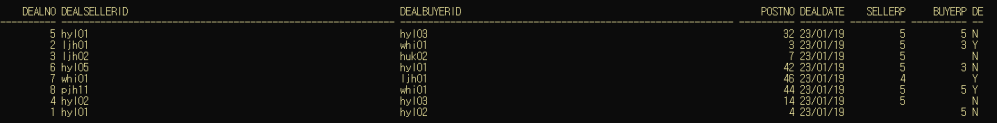 DEALNO DEALSELLERID DEALBUYERID POSTNO DEALDATE SELLERP BUYERP DE
5 hyl01 hyl03 32 23/01/19 5 5 N
2 ljh01 whi01 3 23/01/19 5 3 Y
3 ljh02 huk02 7 23/01/19 5 N
6 hyl05 hyl01 42 23/01/19 5 3 N
7 whi01 ljh01 46 23/01/19 4 Y
8 pjh11 whi01 44 23/01/19 5 5 Y
4 hyl02 hyl03 14 23/01/19 5 N
1 hyl01 hyl02 4 23/01/19 5 N